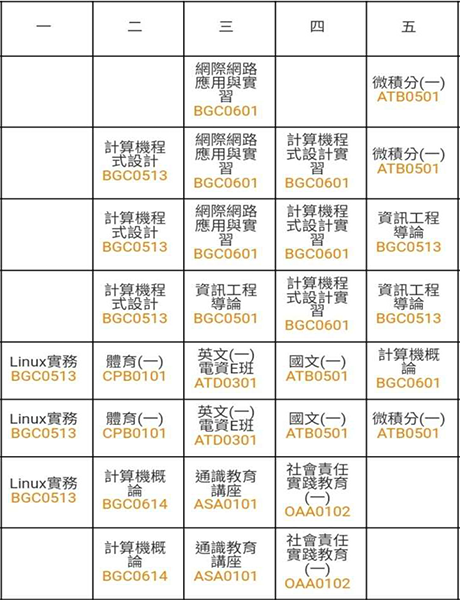 一 二 三 四 五
網際網路
應用與實
習
BGC0601
微積分(一)
ATB0501
計算機程
式設計
BGC0513
網際網路
應用與實
習
BGC0601
計算機程
式設計實
習
BGC0601
微積分(一)
ATB0501
計算機程
式設計
BGC0513
網際網路
應用與實
習
BGC0601
計算機程
式設計實
習
BGC0601
資訊工程
導論
BGC0513
計算機程
式設計
BGC0513
資訊工程
導論
BGC0501
計算機程
式設計實
習
BGC0601
資訊工程
導論
BGC0513
Linux實務
BGC0513
體育(一)
CPB0101
英文(一)
電資E班
ATD0301
國文(一)
ATB0501
計算機概
論
BGC0601
Linux實務
BGC0513
體育(一)
CPB0101
英文(一)
電資E班
ATD0301
國文(一)
ATB0501
微積分(一)
ATB0501
Linux實務
BGC0513
計算機概
論
BGC0614
通識教育
講座
ASA0101
社會責任
實踐教育
(一)
OAA0102
計算機概
論
BGC0614
通識教育
講座
ASA0101
社會責任
實踐教育
(一)
OAA0102